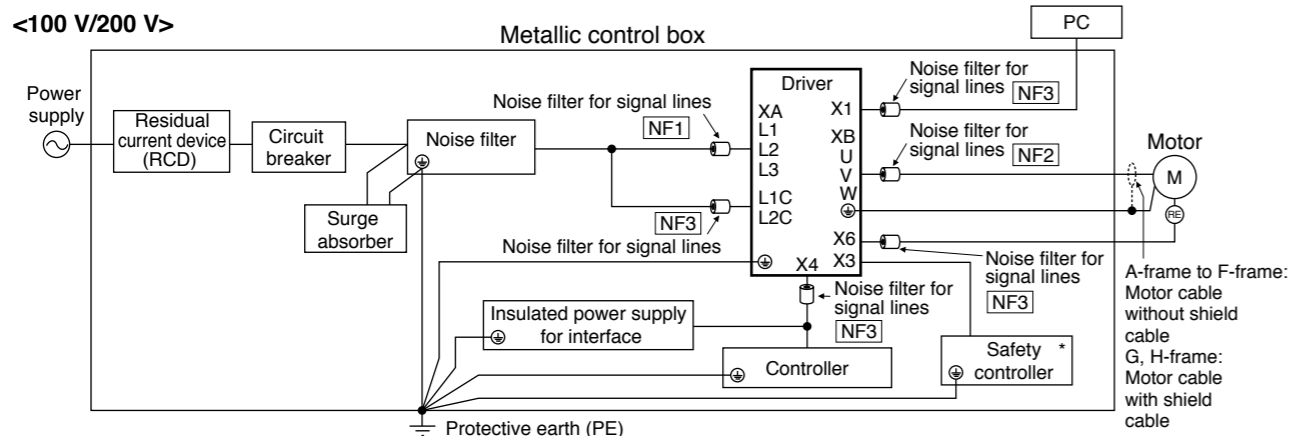 <100 V/200 V>
Metallic control box
PC
Power
supply
Residual
current device
(RCD)
Circuit
breaker
Noise filter
Surge
absorber
Noise filter for signal lines
NF1
NF3
Noise filter for signal lines
Driver
XA
L1
L2
L3
L1C
L2C
X1
XB
U
V
W
X6
X3
X4
Noise filter for
signal lines NF3
Noise filter for
signal lines NF2
Motor
M
RE
Noise filter for
signal lines
NF3
Noise filter for
signal lines
NF3
Insulated power supply
for interface
Controller
Safety *
controller
A-frame to F-frame:
Motor cable
without shield
cable
G, H-frame:
Motor cable
with shield
cable
Protective earth (PE)